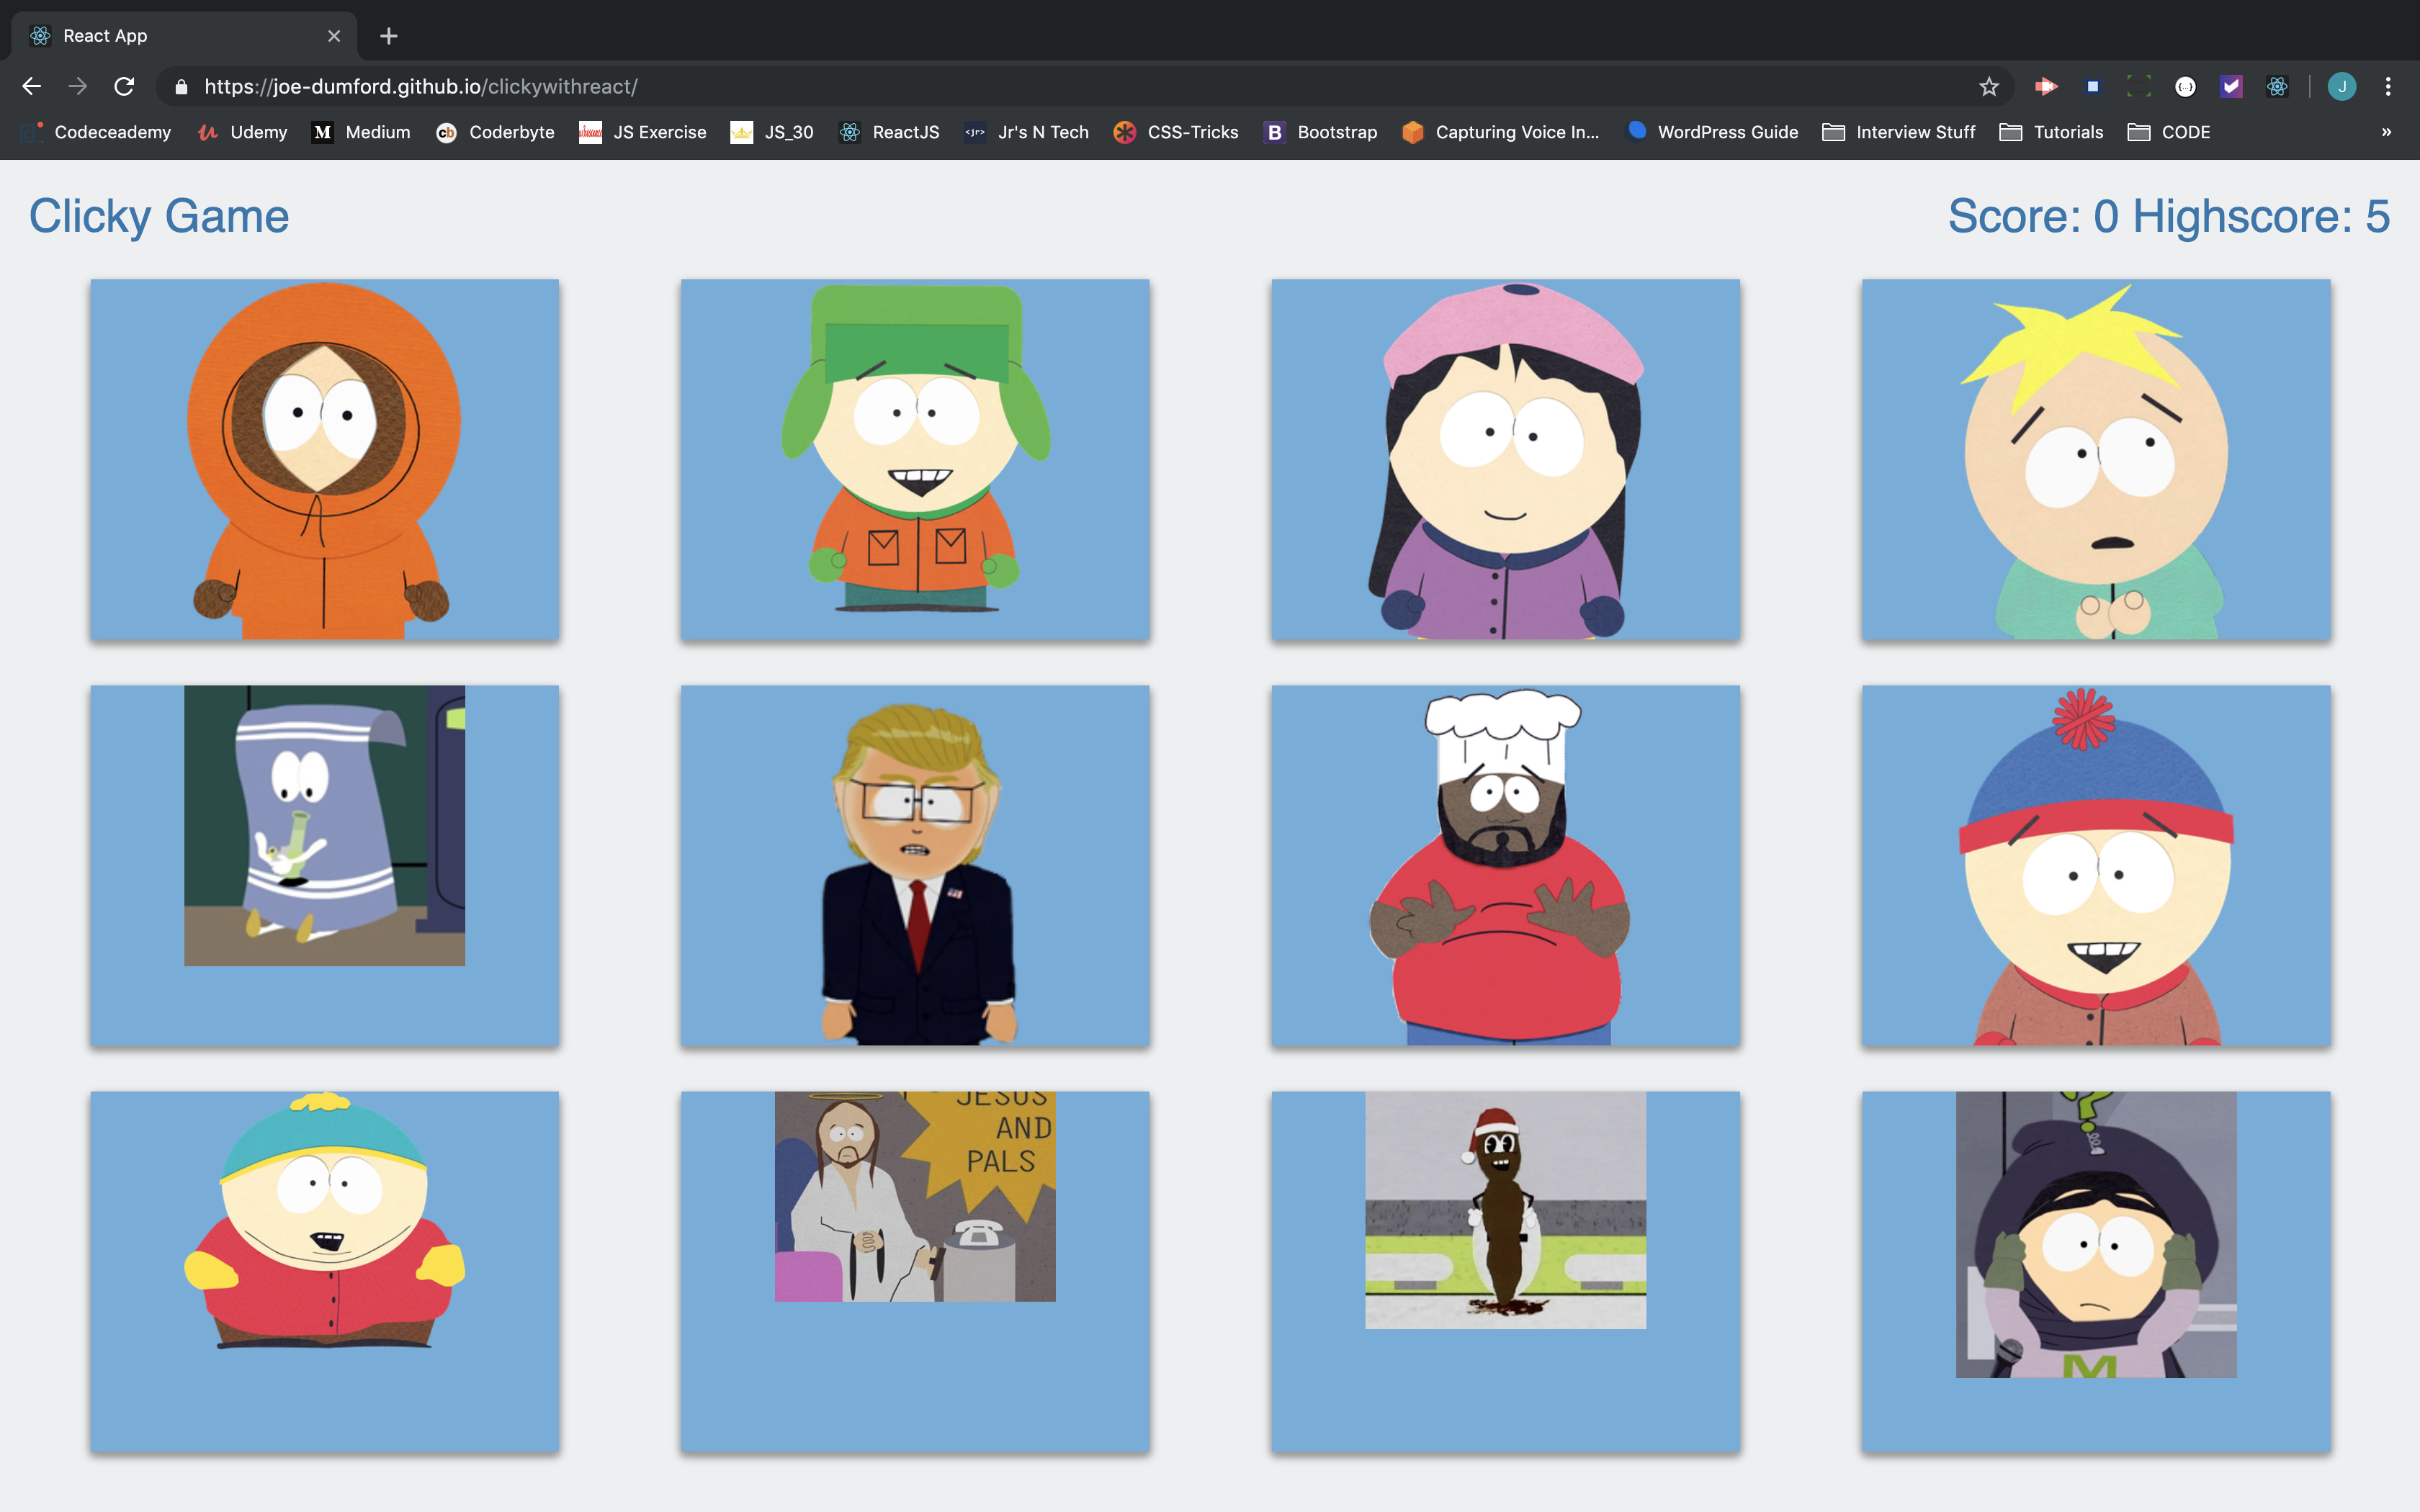 React App
https://joe-dumford.github.io/clickywithreact/
J
Codeceademy Udemy M Medium cb Coderbyte JS Exercise JS_30 ReactJS <jr> Jr's N Tech CSS-Tricks B Bootstrap Capturing Voice In... WordPress Guide Interview Stuff Tutorials CODE »
Clicky Game
Score: 0 Highscore: 5
JESUS
AND
PALS
M